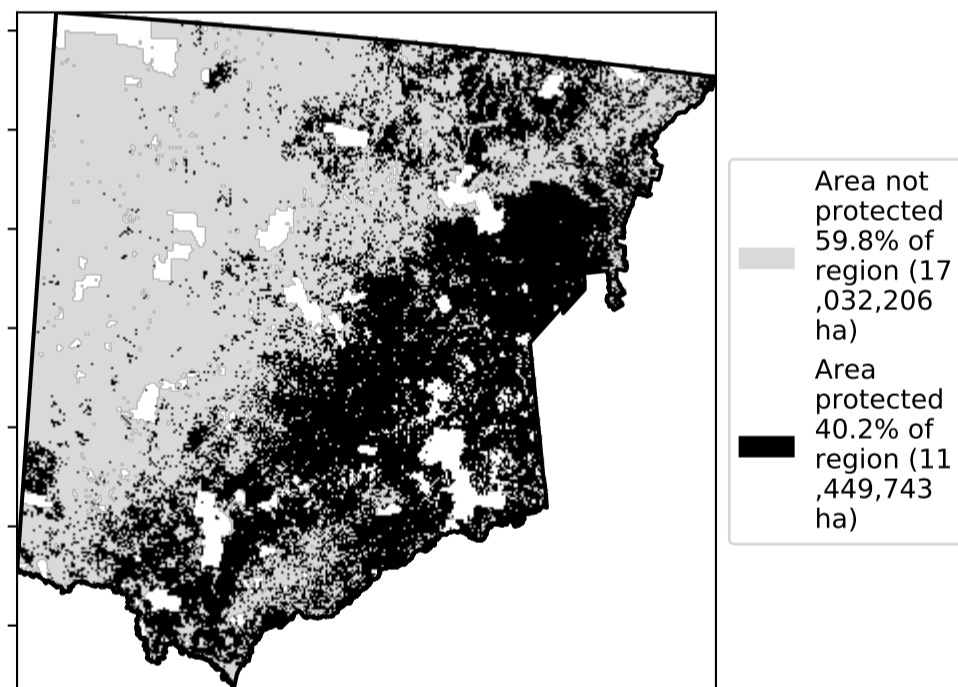 Area not
protected
59.8% of
region (17
,032,206
ha)
Area
protected
40.2% of
region (11
,449,743
ha)